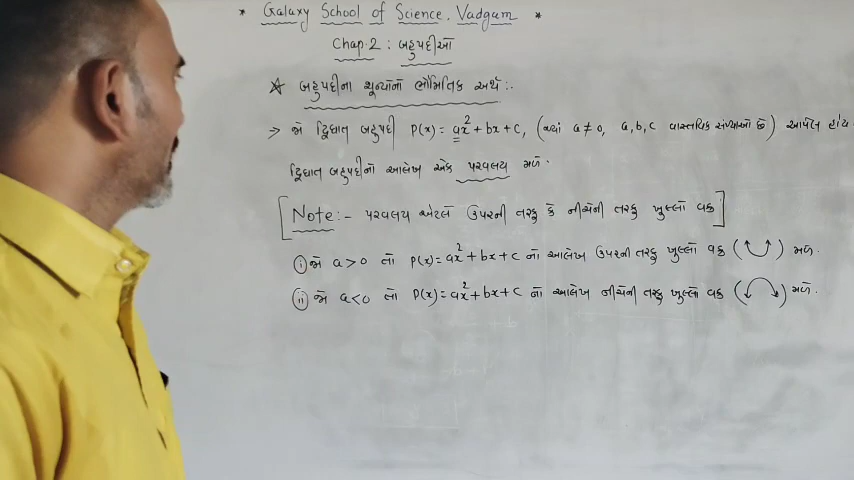 * Galaxy School of Science, Vadgam *
Chap. 2 : બહુપદીઓ
☆ બહુપદીના શૂન્યોનો ભૌમિતિક અર્થ :-
→ જો દ્વિઘાત બહુપદી P(x) = ax² + bx + c, (જ્યાં a ≠ 0, a, b, c વાસ્તવિક સંખ્યાઓ છે) આપેલ હોય
દ્વિઘાત બહુપદીનો આલેખ એક પરવલય મળે.
[Note :- પરવલય એટલે ઉપરની તરફ કે નીચેની તરફ ખુલ્લો વક્ર]
(i) જો a > 0 તો P(x) = ax² + bx + c નો આલેખ ઉપરની તરફ ખુલ્લો વક્ર ( ) મળે.
(ii) જો a < 0 તો P(x) = ax² + bx + c નો આલેખ નીચેની તરફ ખુલ્લો વક્ર ( ) મળે.